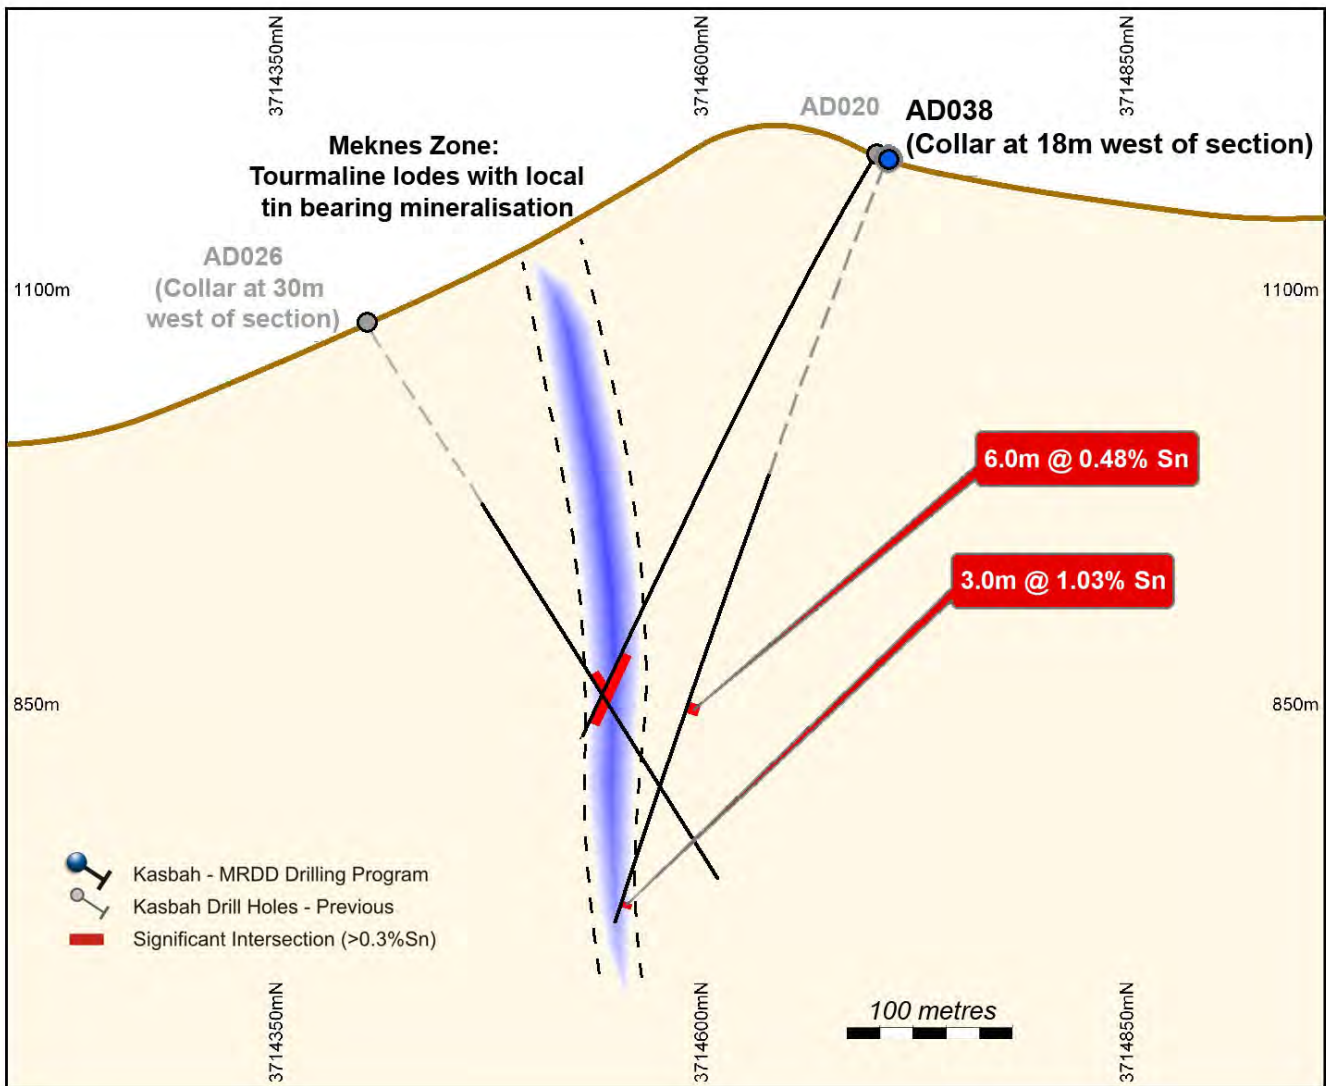 3714350mN
3714600mN
3714850mN
AD020
AD038
(Collar at 18m west of section)
Meknes Zone:
Tourmaline lodes with local
tin bearing mineralisation
AD026
(Collar at 30m
west of section)
1100m
1100m
6.0m @ 0.48% Sn
3.0m @ 1.03% Sn
850m
850m
Kasbah - MRDD Drilling Program
Kasbah Drill Holes - Previous
Significant Intersection (>0.3%Sn)
100 metres
3714350mN
3714600mN
3714850mN